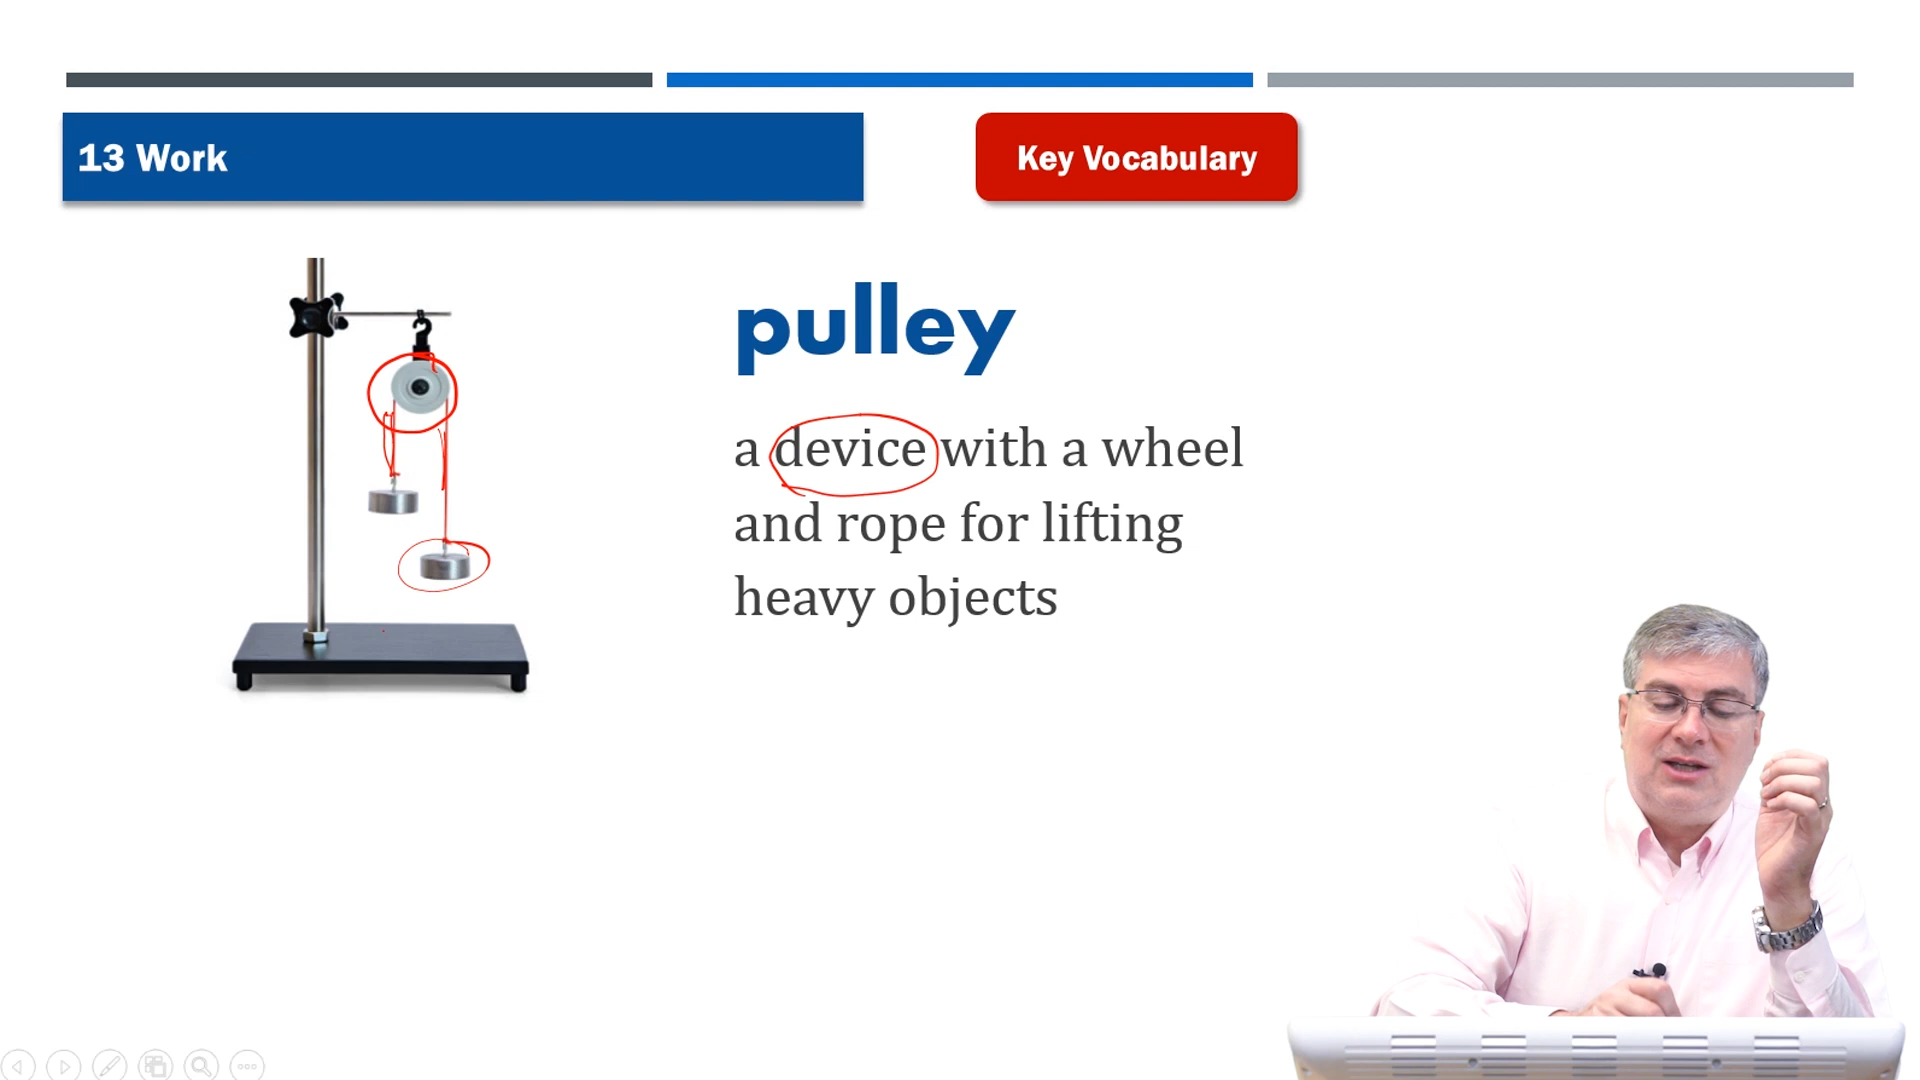 13 Work
Key Vocabulary
pulley
a device with a wheel
and rope for lifting
heavy objects